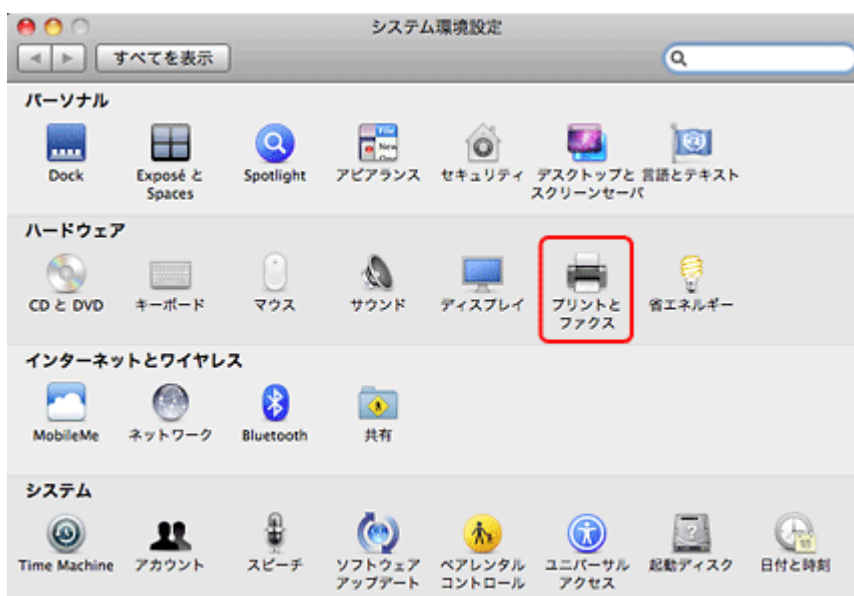 システム環境設定
すべてを表示
パーソナル
Dock
Exposé と
Spaces
Spotlight
アピアランス
セキュリティ
デスクトップと
スクリーンセーバ
言語とテキスト
ハードウェア
CD と DVD
キーボード
マウス
サウンド
ディスプレイ
プリントと
ファクス
省エネルギー
インターネットとワイヤレス
MobileMe
ネットワーク
Bluetooth
共有
システム
Time Machine
アカウント
スピーチ
ソフトウェア
アップデート
ペアレンタル
コントロール
ユニバーサル
アクセス
起動ディスク
日付と時刻